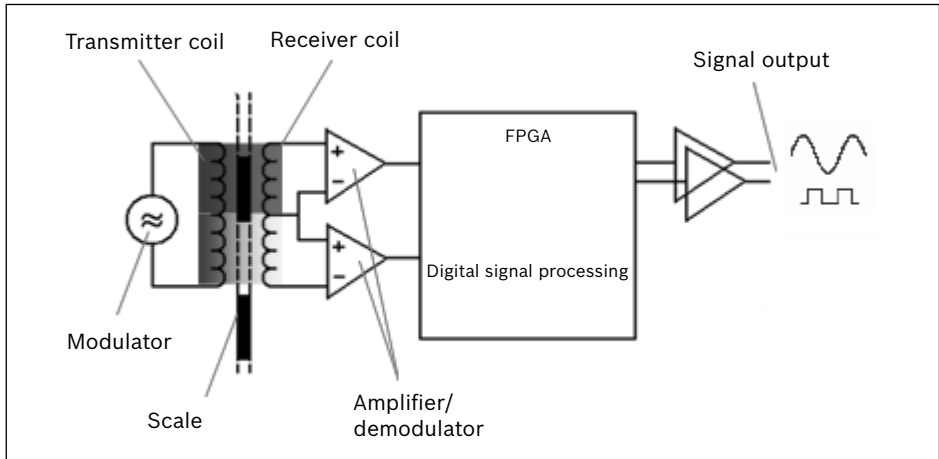 Transmitter coil
Receiver coil
Signal output
FPGA
+
−
+
−
≈
Digital signal processing
Modulator
Scale
Amplifier/
demodulator